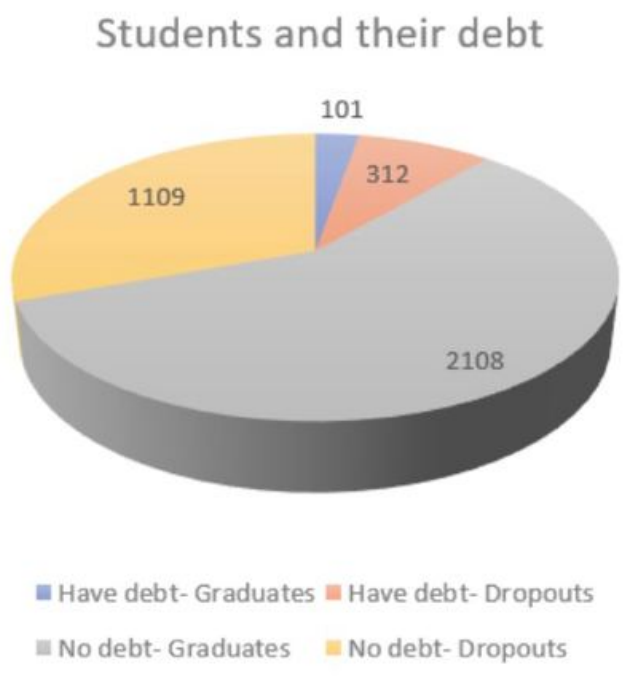 Students and their debt
101
312
1109
2108
Have debt- Graduates
Have debt- Dropouts
No debt- Graduates
No debt- Dropouts